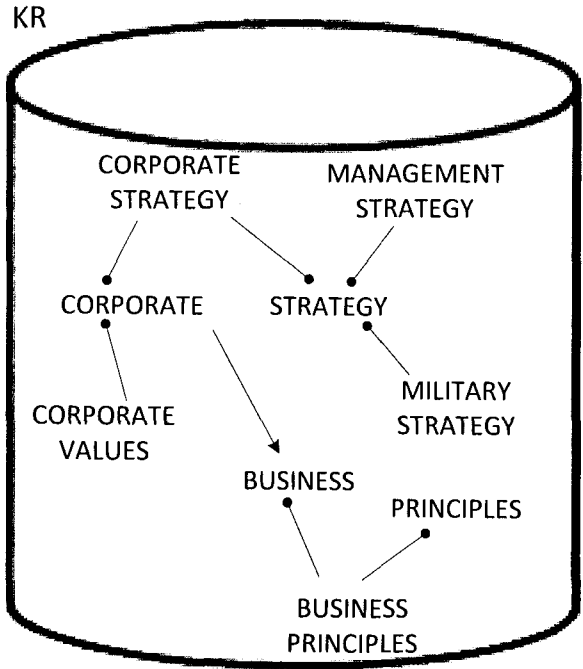 KR
CORPORATE
STRATEGY
MANAGEMENT
STRATEGY
CORPORATE
STRATEGY
CORPORATE
VALUES
MILITARY
STRATEGY
BUSINESS
PRINCIPLES
BUSINESS
PRINCIPLES